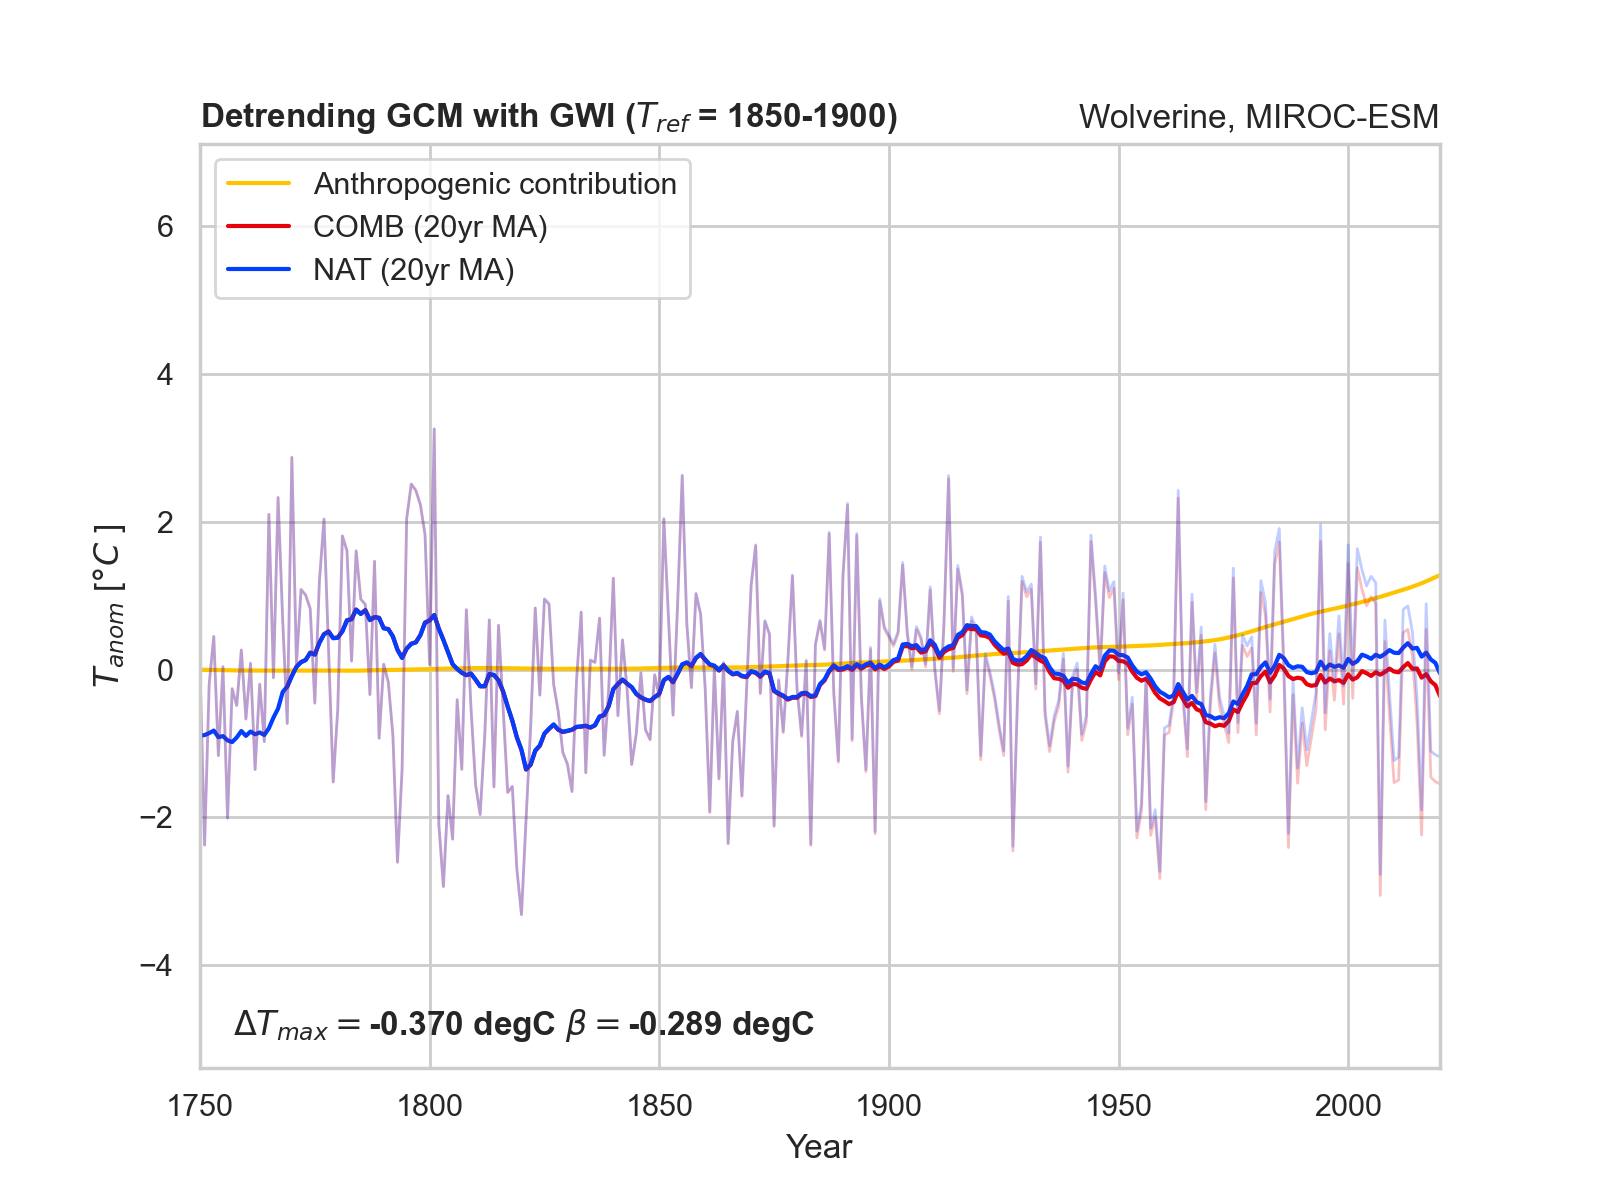 Detrending GCM with GWI (T_ref = 1850-1900) Wolverine, MIROC-ESM
Anthropogenic contribution
COMB (20yr MA)
NAT (20yr MA)
6
4
2
0
−2
−4
T_anom [°C ]
ΔT_max = -0.370 degC β = -0.289 degC
1750 1800 1850 1900 1950 2000
Year